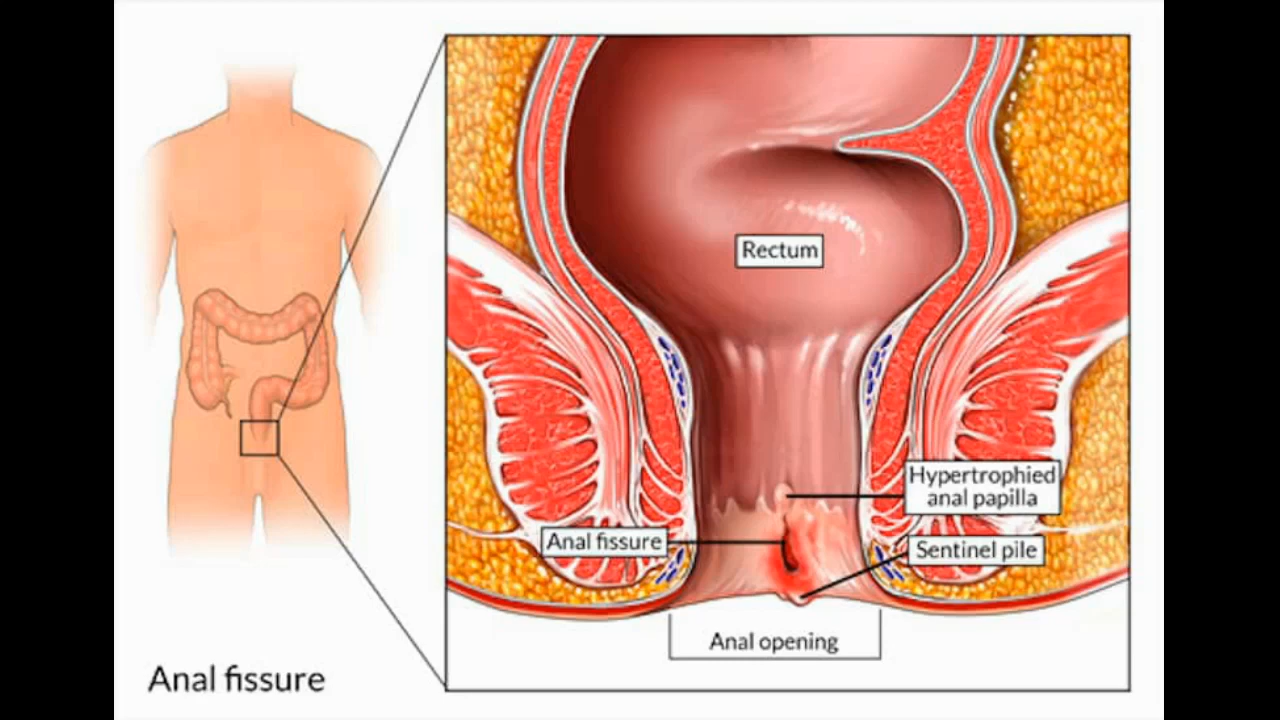 Rectum
Hypertrophied
anal papilla
Anal fissure
Sentinel pile
Anal opening
Anal fissure